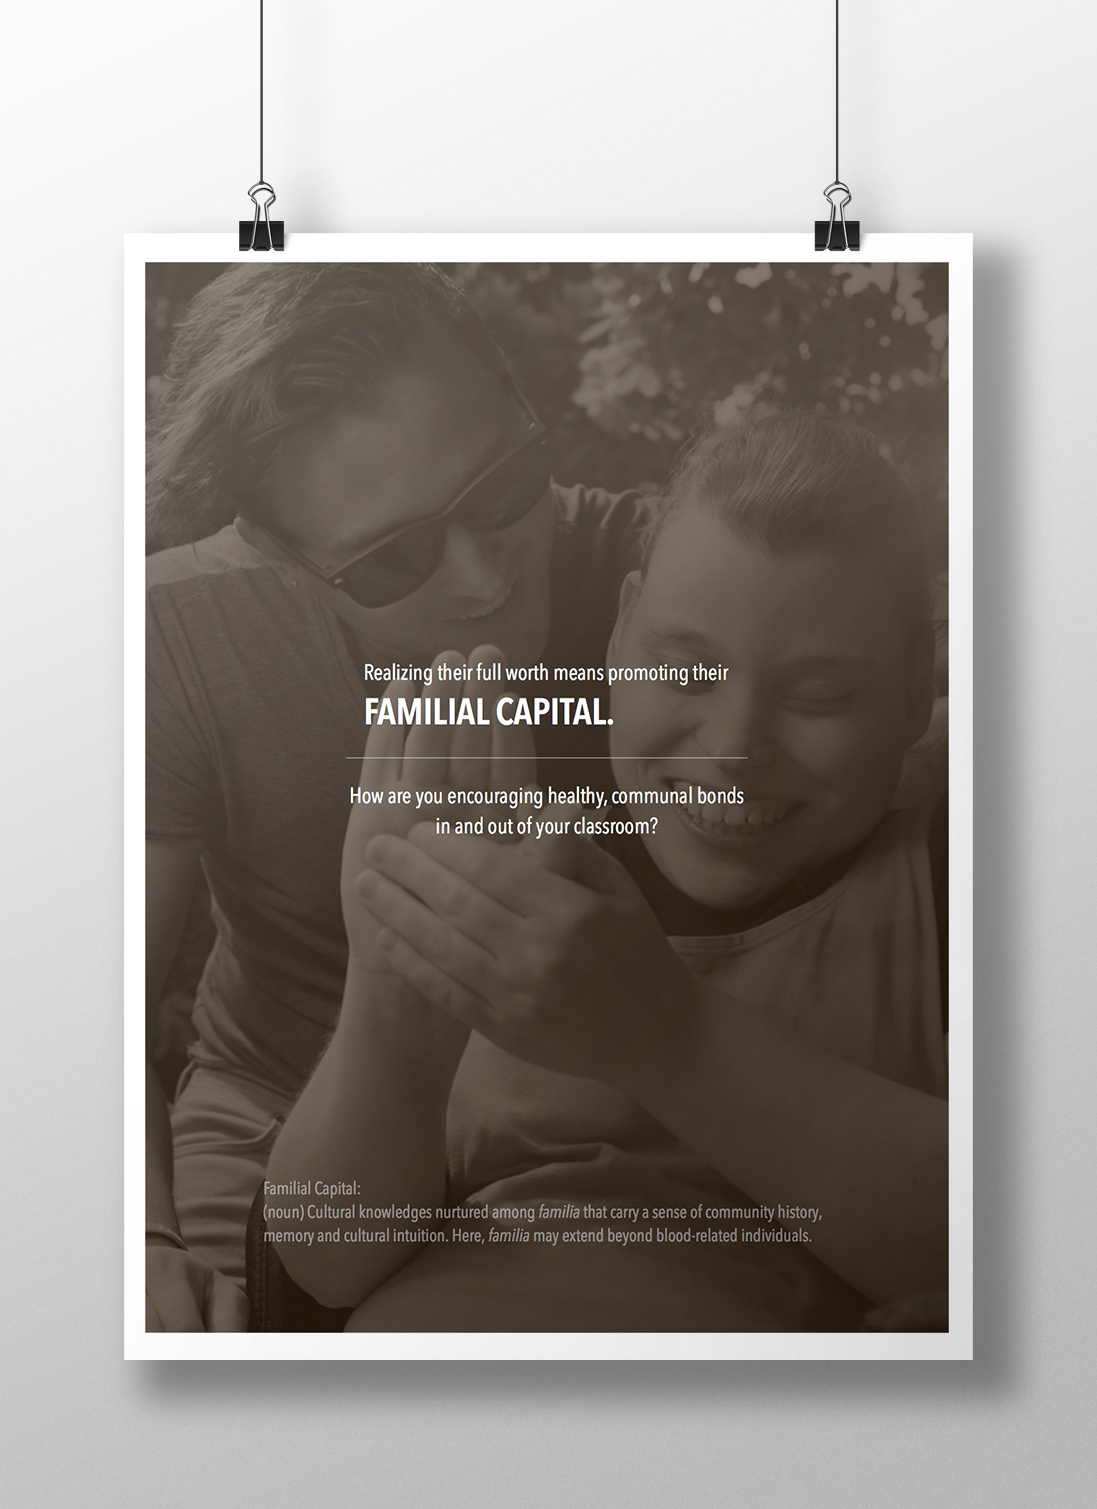 Realizing their full worth means promoting their
FAMILIAL CAPITAL.
How are you encouraging healthy, communal bonds
in and out of your classroom?
Familial Capital:
(noun) Cultural knowledges nurtured among familia that carry a sense of community history,
memory and cultural intuition. Here, familia may extend beyond blood-related individuals.